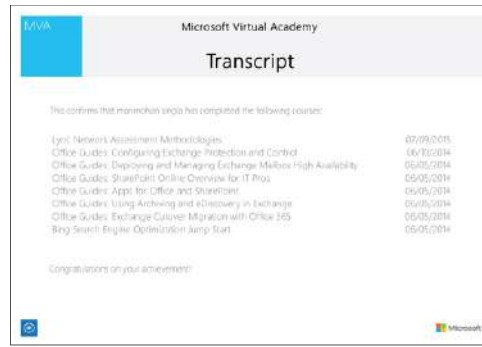 MVA
Microsoft Virtual Academy
Transcript
This confirms that manmohan singla has completed the following courses:
Lync Network Assessment Methodologies 07/09/2015
Office Guides: Configuring Exchange Protection and Control 06/10/2014
Office Guides: Deploying and Managing Exchange Mailbox High Availability 06/05/2014
Office Guides: SharePoint Online Overview for IT Pros 06/05/2014
Office Guides: Apps for Office and SharePoint 06/05/2014
Office Guides: Using Archiving and eDiscovery in Exchange 06/05/2014
Office Guides: Exchange Cutover Migration with Office 365 06/05/2014
Bing Search Engine Optimization Jump Start 06/05/2014
Congratulations on your achievement!
Microsoft